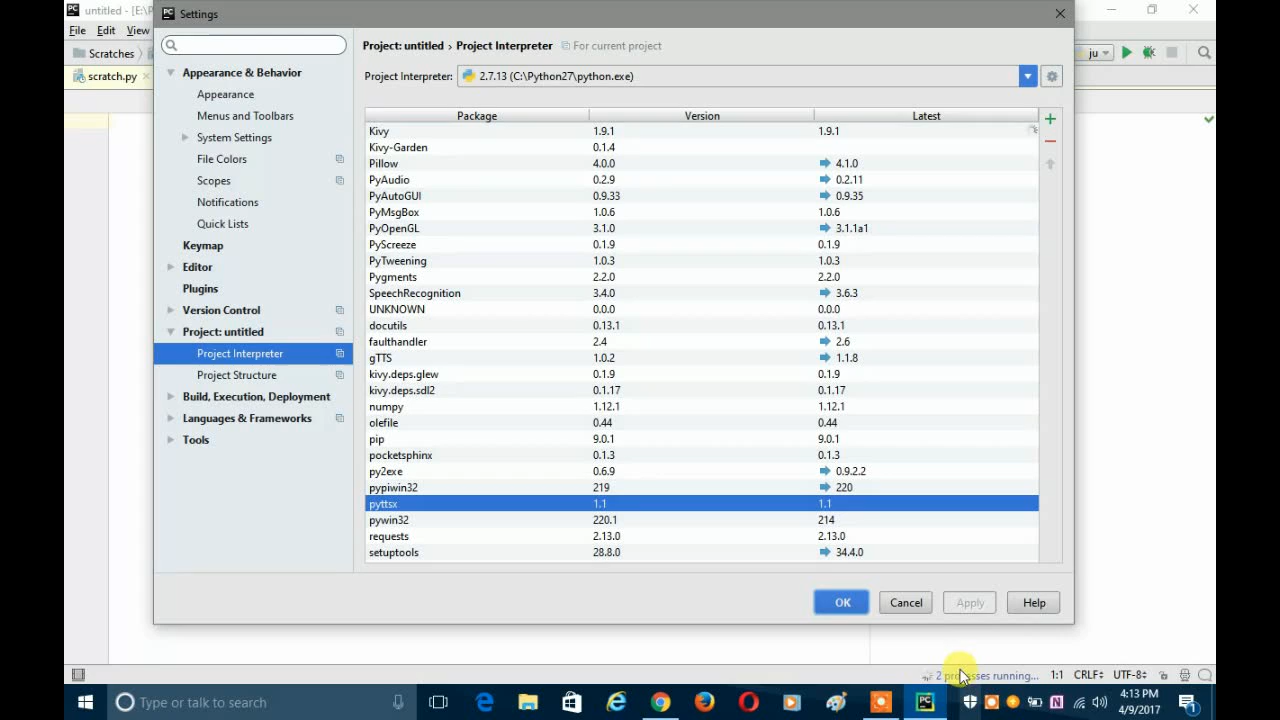 untitled - [E:\P
Settings
File Edit View
Scratches
scratch.py
ju
Appearance & Behavior
Appearance
Menus and Toolbars
System Settings
File Colors
Scopes
Notifications
Quick Lists
Keymap
Editor
Plugins
Version Control
Project: untitled
Project Interpreter
Project Structure
Build, Execution, Deployment
Languages & Frameworks
Tools
Project: untitled › Project Interpreter For current project
Project Interpreter: 2.7.13 (C:\Python27\python.exe)
Package Version Latest
Kivy 1.9.1 1.9.1
Kivy-Garden 0.1.4
Pillow 4.0.0 4.1.0
PyAudio 0.2.9 0.2.11
PyAutoGUI 0.9.33 0.9.35
PyMsgBox 1.0.6 1.0.6
PyOpenGL 3.1.0 3.1.1a1
PyScreeze 0.1.9 0.1.9
PyTweening 1.0.3 1.0.3
Pygments 2.2.0 2.2.0
SpeechRecognition 3.4.0 3.6.3
UNKNOWN 0.0.0 0.0.0
docutils 0.13.1 0.13.1
faulthandler 2.4 2.6
gTTS 1.0.2 1.1.8
kivy.deps.glew 0.1.9 0.1.9
kivy.deps.sdl2 0.1.17 0.1.17
numpy 1.12.1 1.12.1
olefile 0.44 0.44
pip 9.0.1 9.0.1
pocketsphinx 0.1.3 0.1.3
py2exe 0.6.9 0.9.2.2
pypiwin32 219 220
pyttsx 1.1 1.1
pywin32 220.1 214
requests 2.13.0 2.13.0
setuptools 28.8.0 34.4.0
OK Cancel Apply Help
2 processes running... 1:1 CRLF UTF-8
Type here or talk to search
4:13 PM
4/9/2017